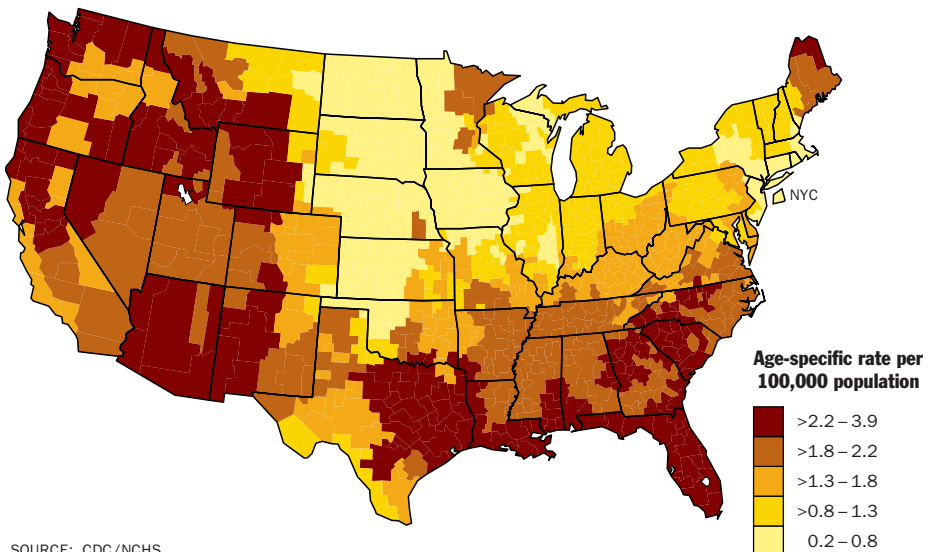 NYC
Age-specific rate per
100,000 population
>2.2 – 3.9
>1.8 – 2.2
>1.3 – 1.8
>0.8 – 1.3
0.2 – 0.8
SOURCE: CDC/NCHS